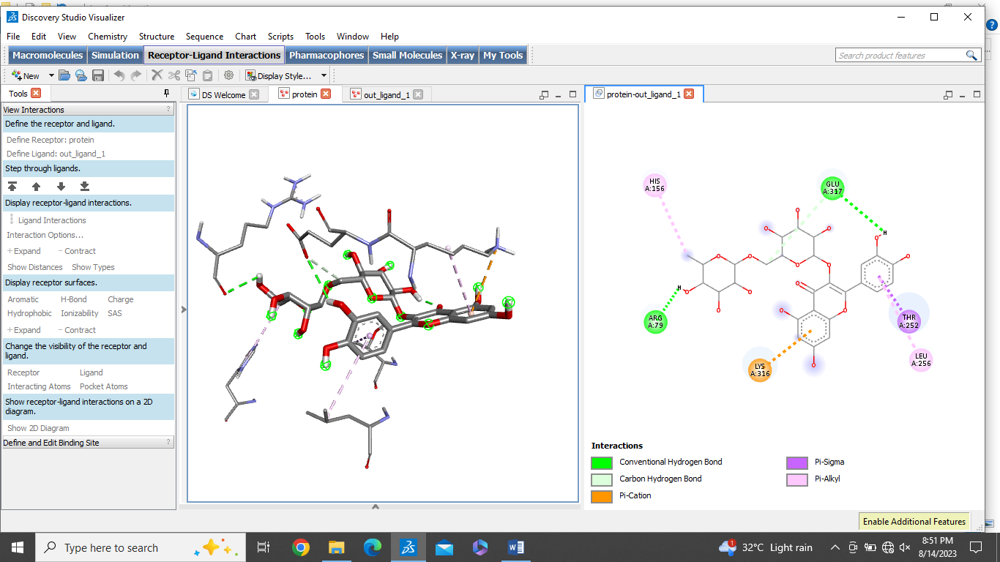 Discovery Studio Visualizer
File Edit View Chemistry Structure Sequence Chart Scripts Tools Window Help
Macromolecules Simulation Receptor-Ligand Interactions Pharmacophores Small Molecules X-ray My Tools
Search product features
New Display Style...
Tools
DS Welcome protein out_ligand_1 protein-out_ligand_1
View Interactions ?
Define the receptor and ligand.
Define Receptor: protein
Define Ligand: out_ligand_1
Step through ligands.
Display receptor-ligand interactions.
Ligand Interactions
Interaction Options...
+ Expand - Contract
Show Distances Show Types
Display receptor surfaces.
Aromatic H-Bond Charge
Hydrophobic Ionizability SAS
+ Expand - Contract
Change the visibility of the receptor and
ligand.
Receptor Ligand
Interacting Atoms Pocket Atoms
Show receptor-ligand interactions on a 2D
diagram.
Show 2D Diagram
Define and Edit Binding Site ?
HIS
A:156
GLU
A:317
H
H
ARG
A:79
THR
A:252
LEU
A:256
LYS
A:316
Interactions
Conventional Hydrogen Bond
Carbon Hydrogen Bond
Pi-Cation
Pi-Sigma
Pi-Alkyl
Enable Additional Features
Type here to search
32°C Light rain
8:51 PM
8/14/2023